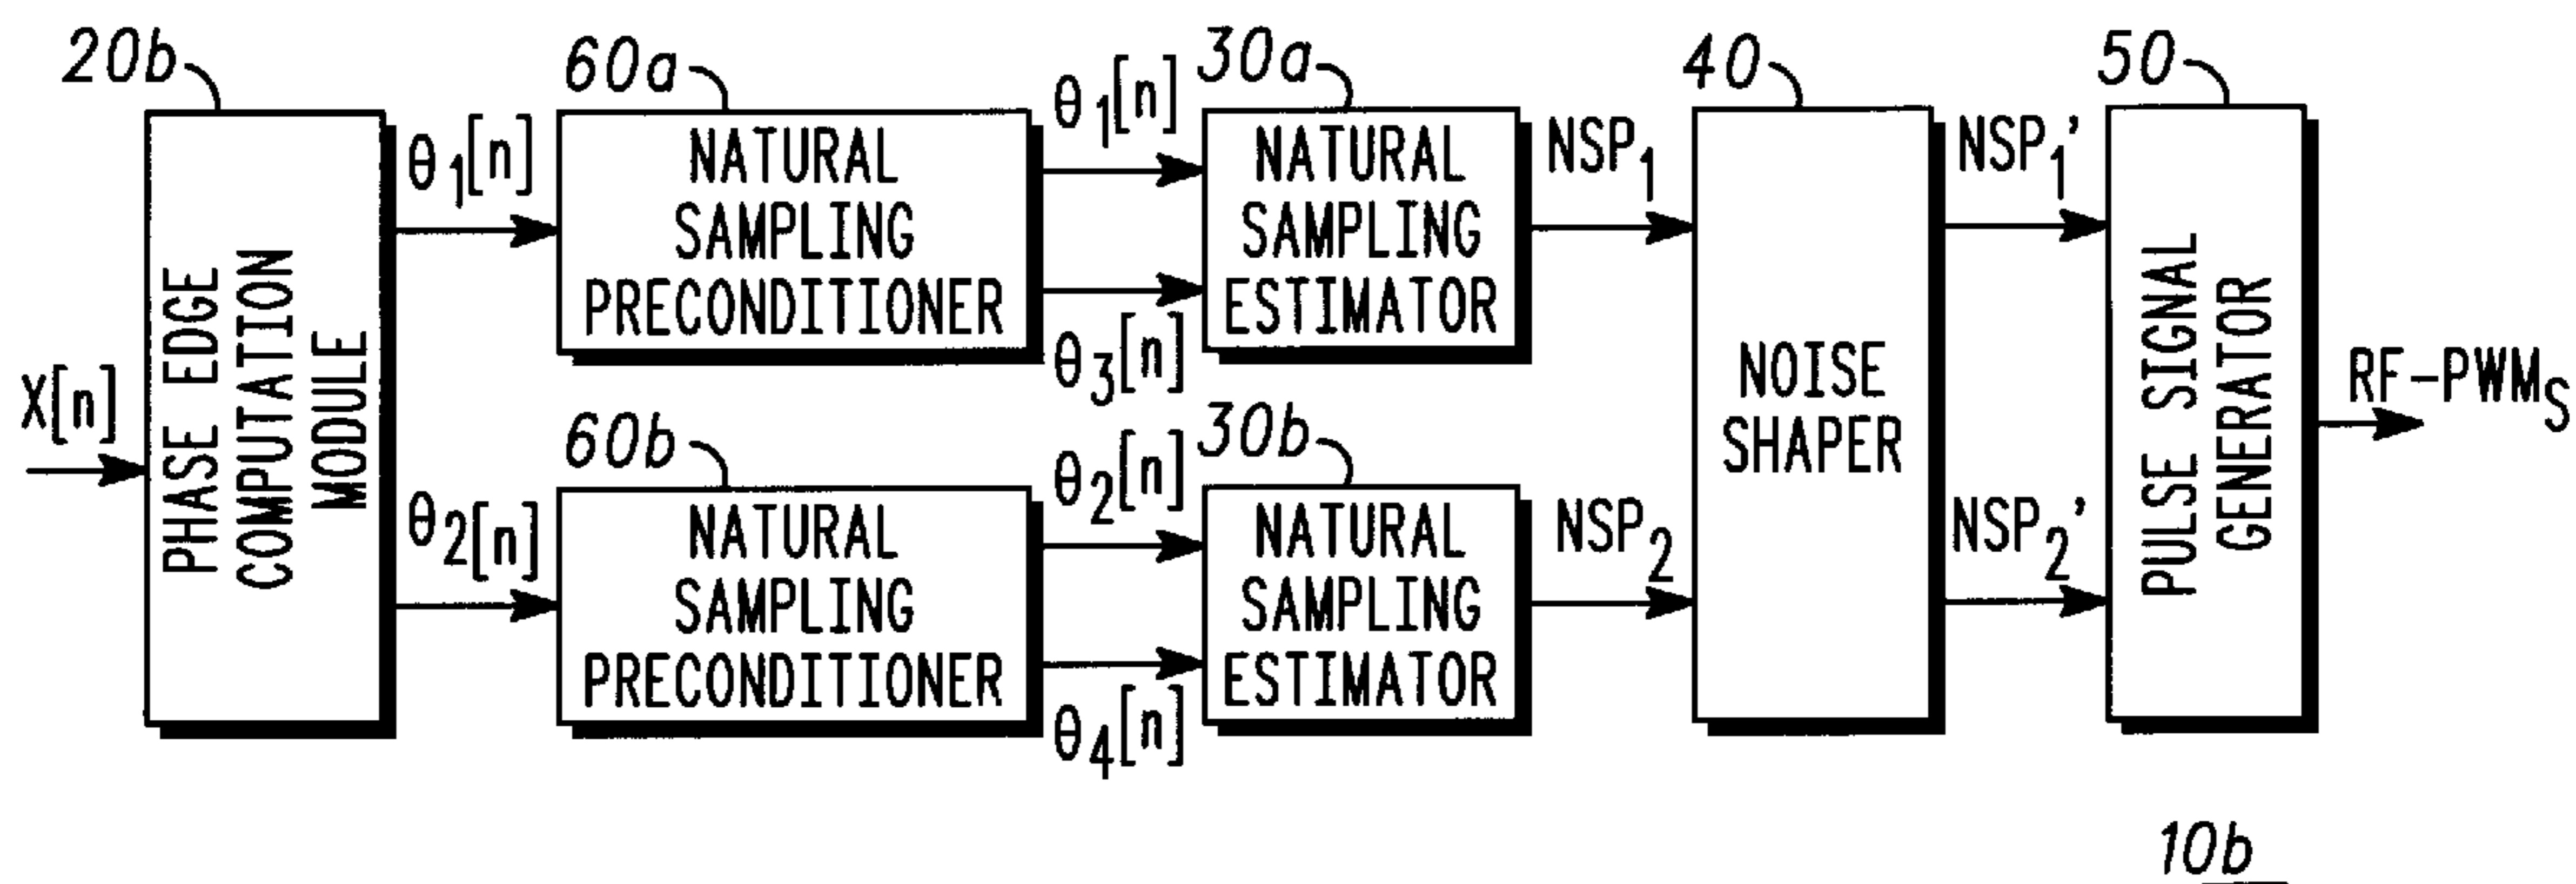 20b
60a
30a
40
50
X[n]
PHASE EDGE
COMPUTATION
MODULE
θ1[n]
NATURAL
SAMPLING
PRECONDITIONER
θ1[n]
θ3[n]
NATURAL
SAMPLING
ESTIMATOR
NSP1
NOISE
SHAPER
NSP1'
PULSE SIGNAL
GENERATOR
RF-PWMS
60b
30b
θ2[n]
NATURAL
SAMPLING
PRECONDITIONER
θ2[n]
θ4[n]
NATURAL
SAMPLING
ESTIMATOR
NSP2
NSP2'
10b